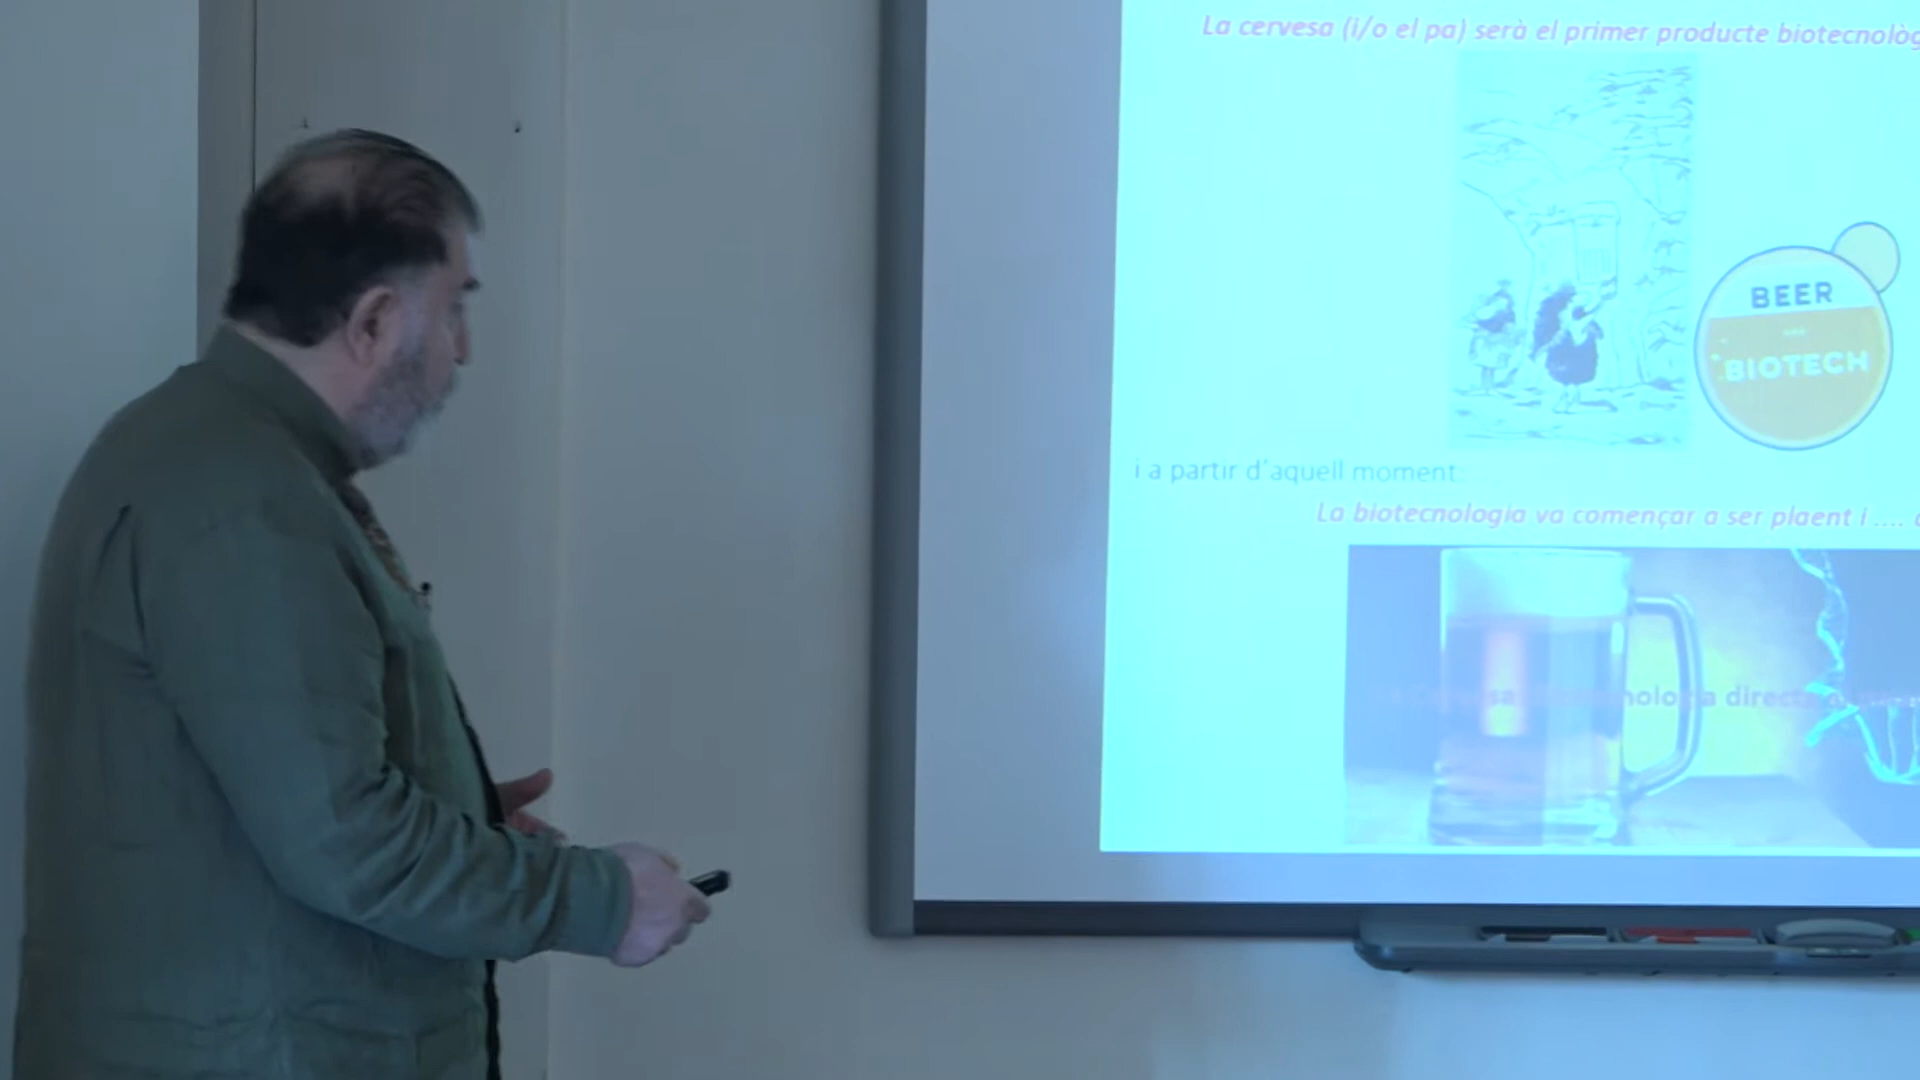 La cervesa (i/o el pa) serà el primer producte biotecnològ
BEER
BIOTECH
i a partir d´aquell moment
La biotecnologia va començar a ser plaent i ....
directa